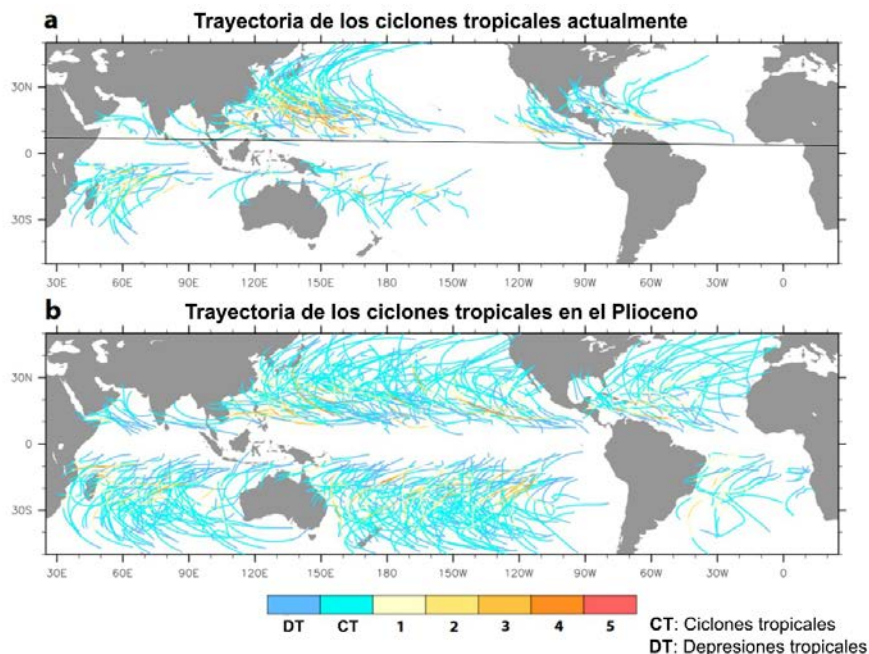 a Trayectoria de los ciclones tropicales actualmente
30N
0
30S
30E 60E 90E 120E 150E 180 150W 120W 90W 60W 30W 0
b Trayectoria de los ciclones tropicales en el Plioceno
30N
0
30S
30E 60E 90E 120E 150E 180 150W 120W 90W 60W 30W 0
DT CT 1 2 3 4 5
CT: Ciclones tropicales
DT: Depresiones tropicales